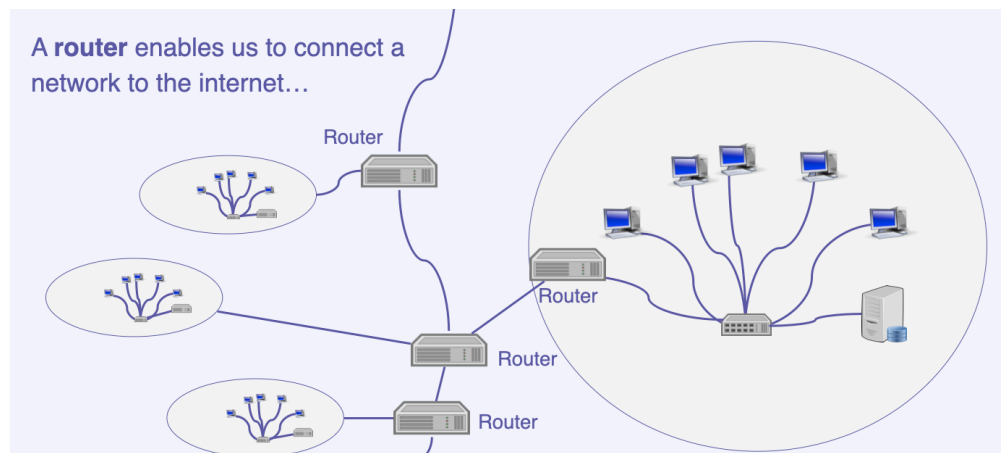 A router enables us to connect a
network to the internet…
Router
Router
Router
Router